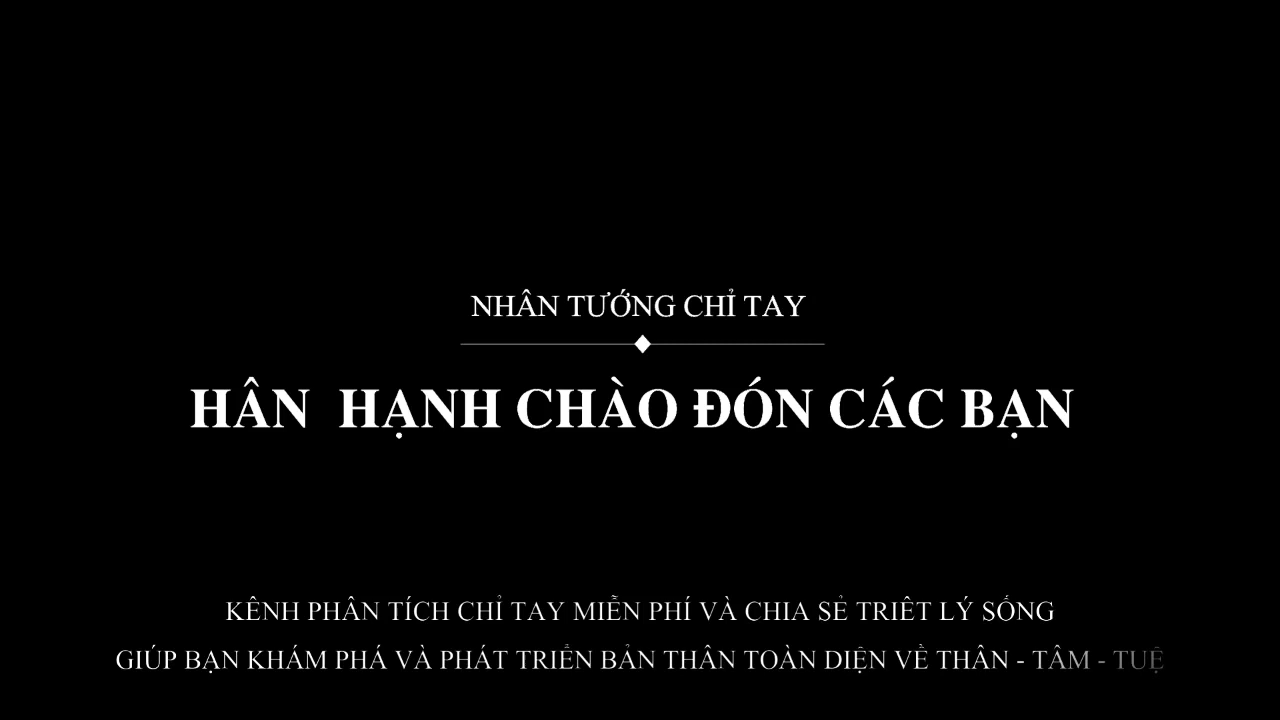 NHÂN TƯỚNG CHỈ TAY
HÂN HẠNH CHÀO ĐÓN CÁC BẠN
KÊNH PHÂN TÍCH CHỈ TAY MIỄN PHÍ VÀ CHIA SẺ TRIÊT LÝ SỐNG
GIÚP BẠN KHÁM PHÁ VÀ PHÁT TRIỂN BẢN THÂN TOÀN DIỆN VỀ THÂN - TÂM - TUỆ